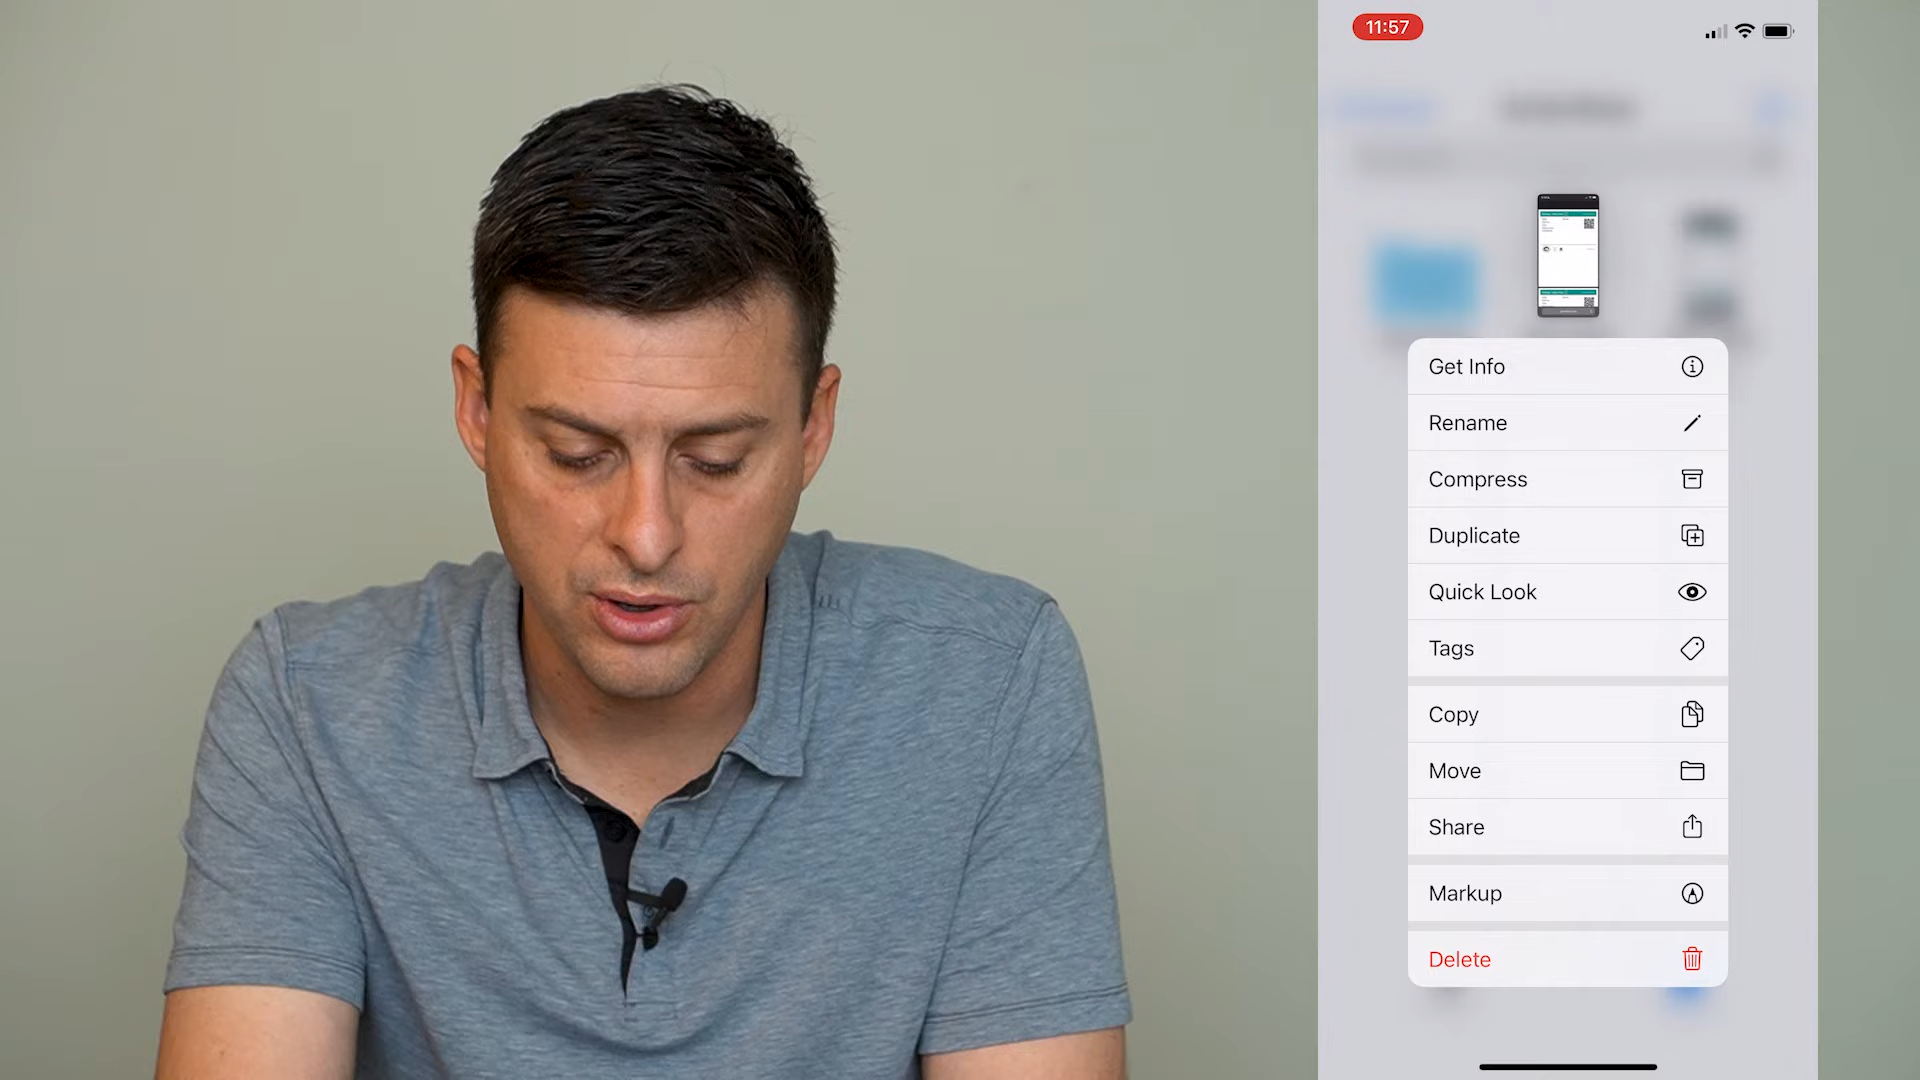 11:57
Get Info
Rename
Compress
Duplicate
Quick Look
Tags
Copy
Move
Share
Markup
Delete